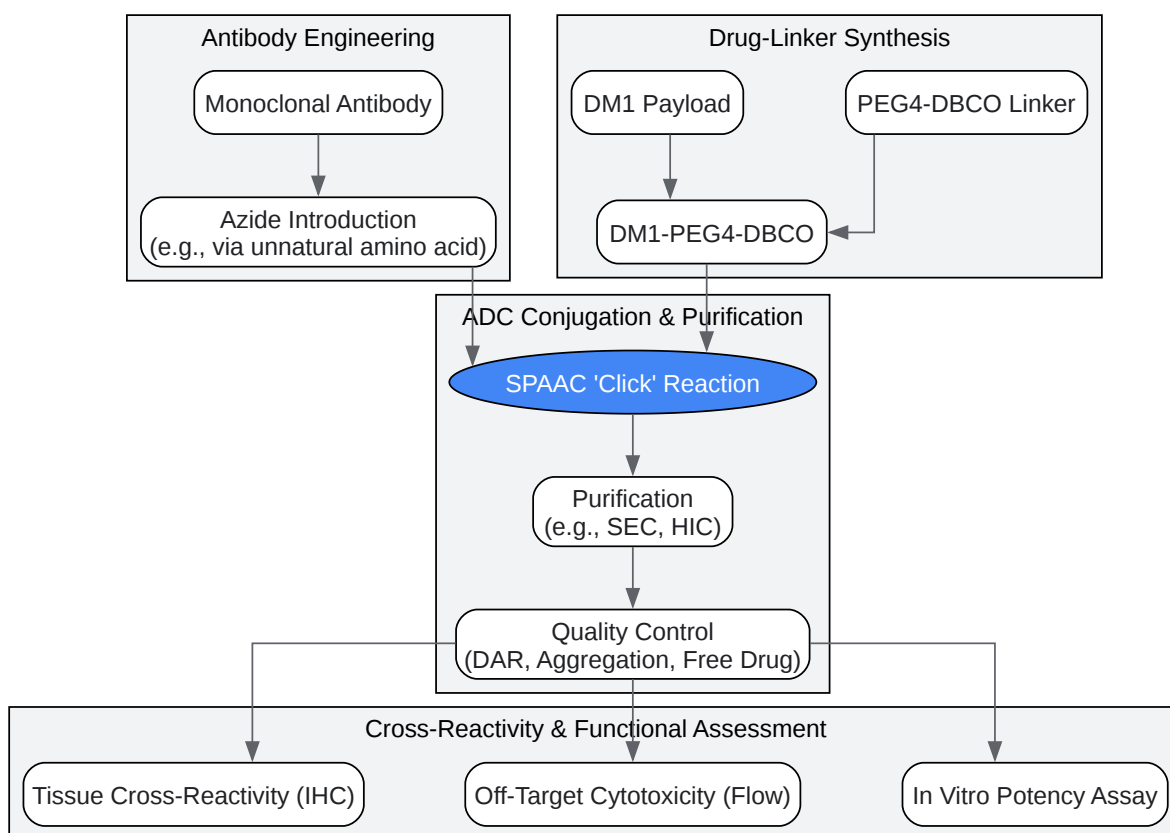 Antibody Engineering
Monoclonal Antibody
Azide Introduction
(e.g., via unnatural amino acid)
Drug-Linker Synthesis
DM1 Payload
PEG4-DBCO Linker
DM1-PEG4-DBCO
ADC Conjugation & Purification
SPAAC 'Click' Reaction
Purification
(e.g., SEC, HIC)
Quality Control
(DAR, Aggregation, Free Drug)
Cross-Reactivity & Functional Assessment
Tissue Cross-Reactivity (IHC)
Off-Target Cytotoxicity (Flow)
In Vitro Potency Assay